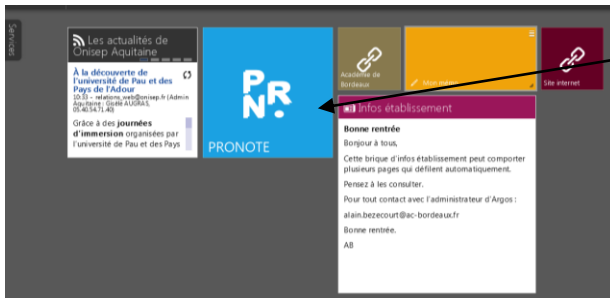 Services
Les actualités de
Onisep Aquitaine
À la découverte de
l'université de Pau et des
Pays de l'Adour
10:33 - relations_web@onisep.fr (Admin
Aquitaine : Gisèle AUGRAS,
05.40.54.71.40)
Grâce à des journées
d'immersion organisées par
l'université de Pau et des Pays
PRN.
PRONOTE
Académie de
Bordeaux
Mon mémo
Site internet
Infos établissement
Bonne rentrée
Bonjour à tous,
Cette brique d'infos établissement peut comporter
plusieurs pages qui défilent automatiquement.
Pensez à les consulter.
Pour tout contact avec l'administrateur d'Argos :
alain.bezecourt@ac-bordeaux.fr
Bonne rentrée.
AB